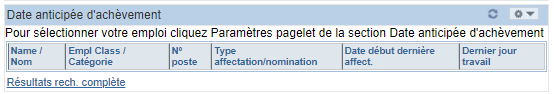 Date anticipée d'achèvement
Pour sélectionner votre emploi cliquez Paramètres pagelet de la section Date anticipée d'achèvement
Name / Nom
Empl Class / Catégorie
Nº poste
Type affectation/nomination
Date début dernière affect.
Dernier jour travail
Résultats rech. complète